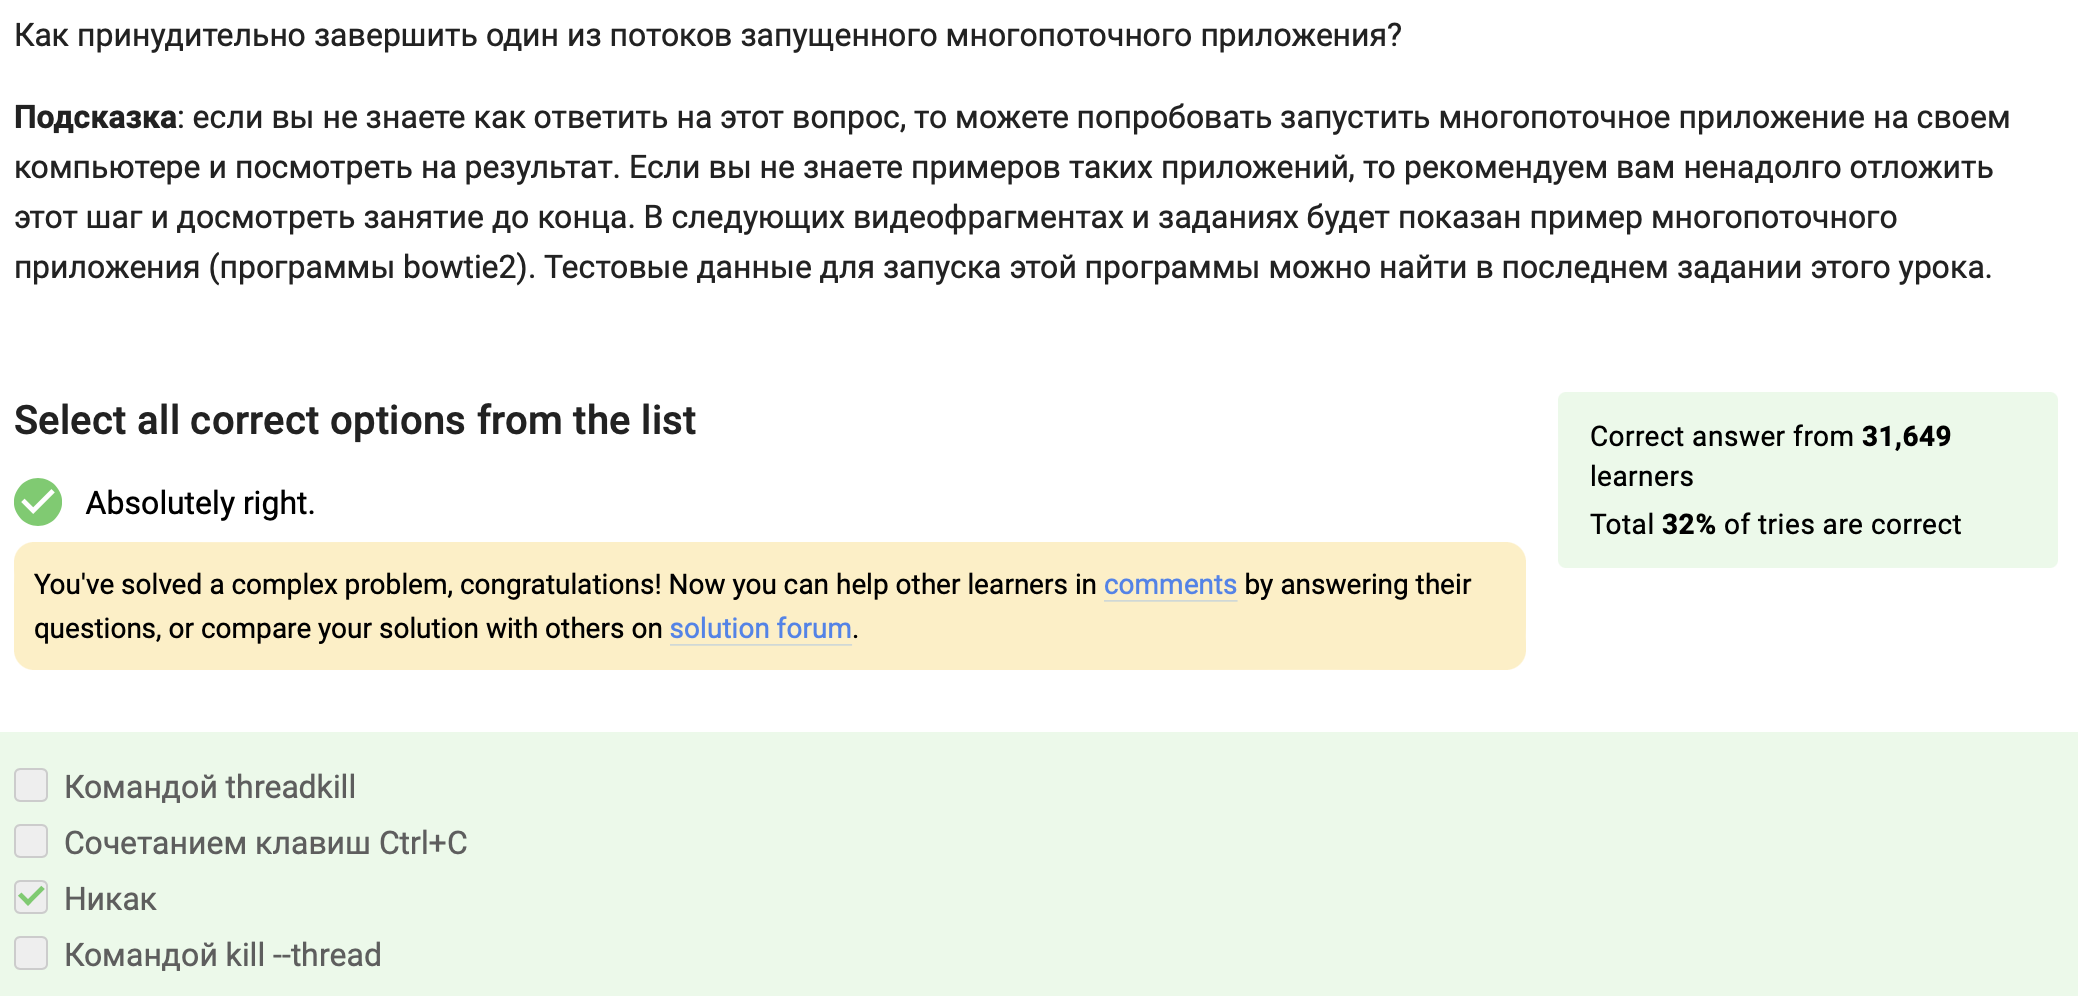 Как принудительно завершить один из потоков запущенного многопоточного приложения?
Подсказка: если вы не знаете как ответить на этот вопрос, то можете попробовать запустить многопоточное приложение на своем
компьютере и посмотреть на результат. Если вы не знаете примеров таких приложений, то рекомендуем вам ненадолго отложить
этот шаг и досмотреть занятие до конца. В следующих видеофрагментах и заданиях будет показан пример многопоточного
приложения (программы bowtie2). Тестовые данные для запуска этой программы можно найти в последнем задании этого урока.
Select all correct options from the list
Absolutely right.
You've solved a complex problem, congratulations! Now you can help other learners in comments by answering their
questions, or compare your solution with others on solution forum.
Correct answer from 31,649
learners
Total 32% of tries are correct
Командой threadkill
Сочетанием клавиш Ctrl+C
Никак
Командой kill --thread